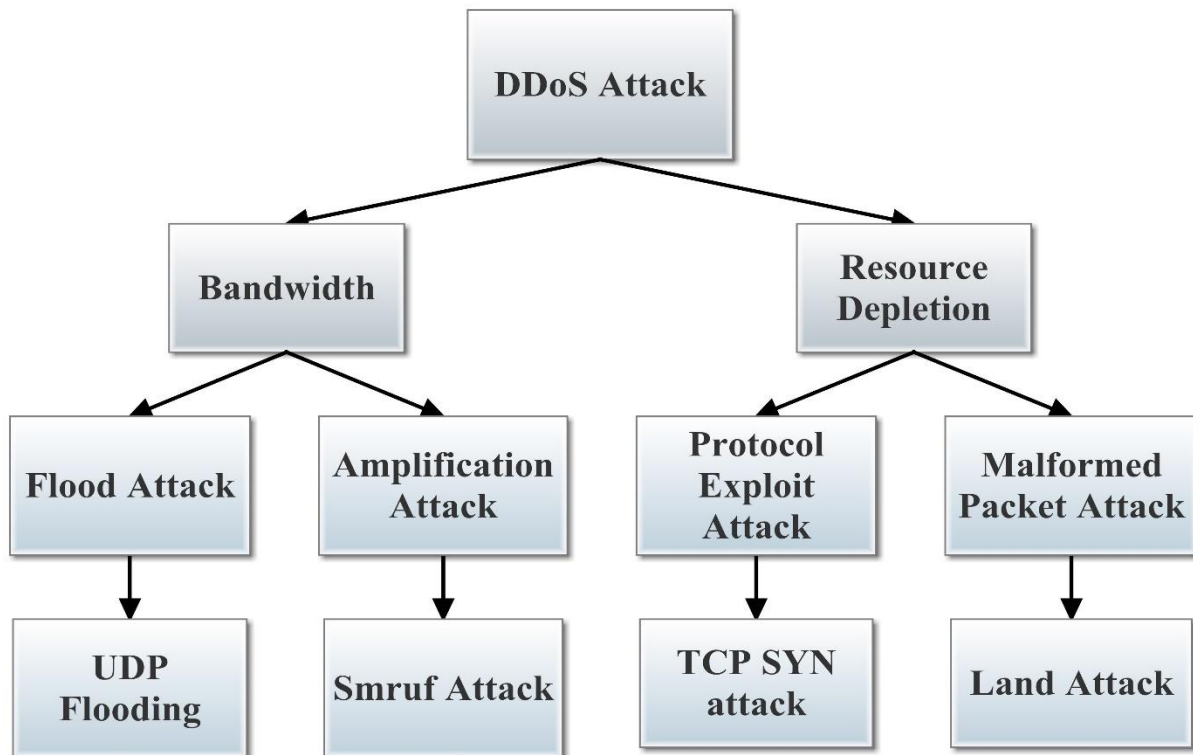 DDoS Attack
Bandwidth
Resource
Depletion
Flood Attack
Amplification
Attack
Protocol
Exploit
Attack
Malformed
Packet Attack
UDP
Flooding
Smruf Attack
TCP SYN
attack
Land Attack